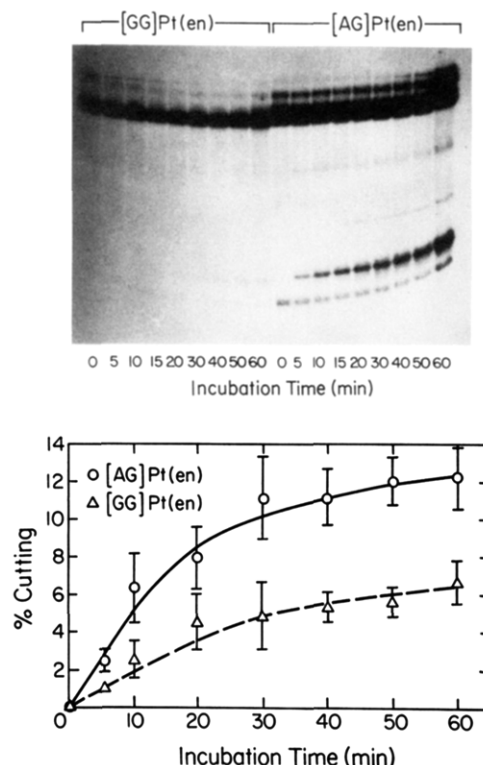 [GG]Pt(en) [AG]Pt(en)
0 5 10 15 20 30 40 50 60 0 5 10 15 20 30 40 50 60
Incubation Time (min)
14
12
10
8
6
4
2
0 10 20 30 40 50 60
% Cutting
○ [AG]Pt(en)
△ [GG]Pt(en)
Incubation Time (min)